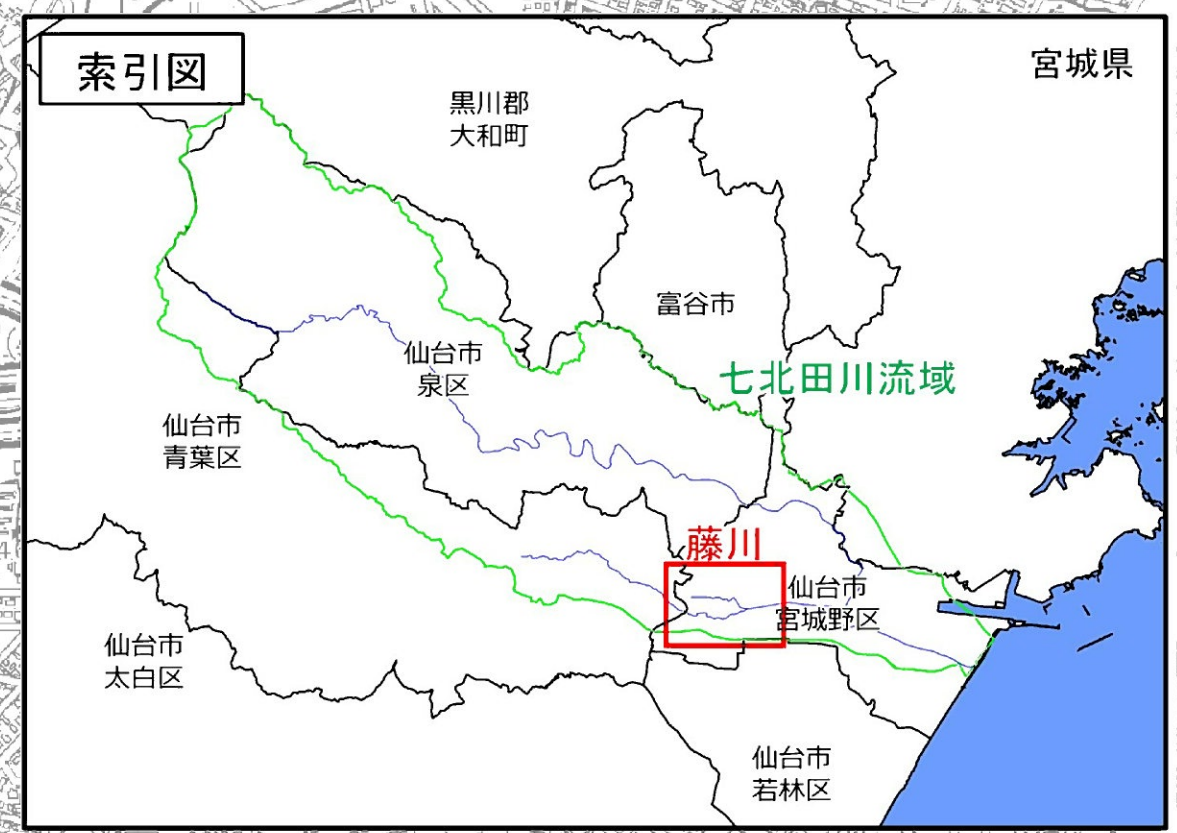 索引図
宮城県
黒川郡
大和町
富谷市
仙台市
泉区
七北田川流域
仙台市
青葉区
藤川
仙台市
宮城野区
仙台市
太白区
仙台市
若林区